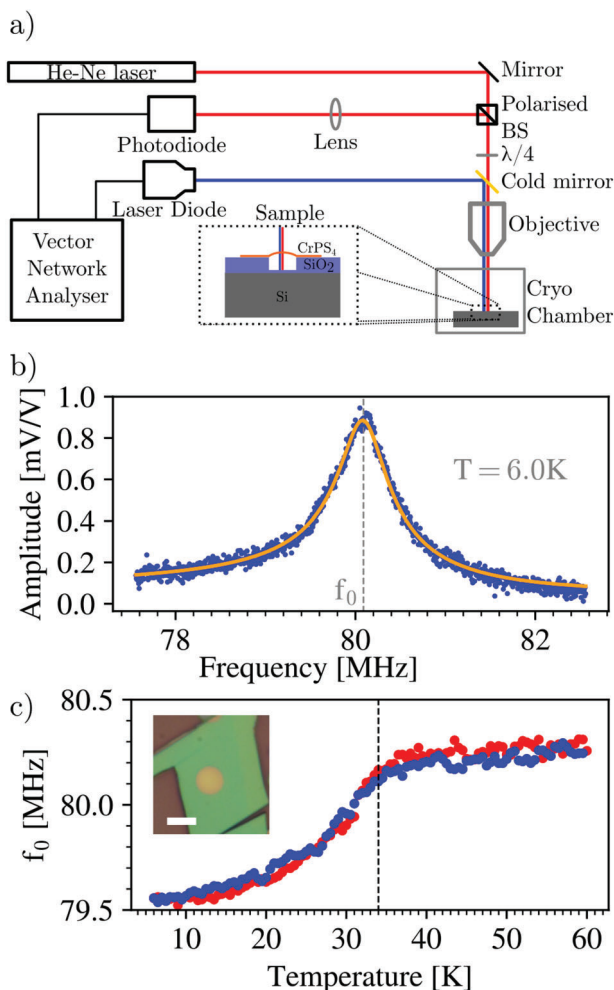 a)
He-Ne laser
Mirror
Polarised
BS
Photodiode
Lens
λ/4
Cold mirror
Laser Diode
Sample
Objective
Vector
Network
Analyser
CrPS₄
SiO₂
Si
Cryo
Chamber
b)
1.0
0.8
0.6
0.4
0.2
0.0
Amplitude [mV/V]
T = 6.0K
f₀
78
80
82
Frequency [MHz]
c)
80.5
80.0
79.5
f₀ [MHz]
10
20
30
40
50
60
Temperature [K]